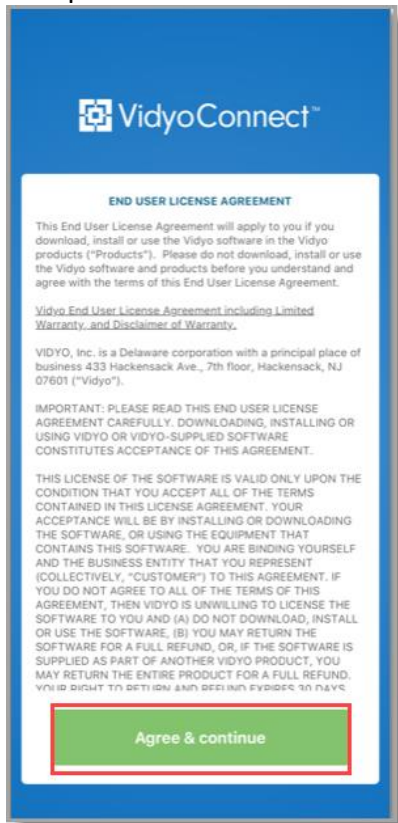 VidyoConnect™
END USER LICENSE AGREEMENT
This End User License Agreement will apply to you if you
download, install or use the Vidyo software in the Vidyo
products ("Products").  Please do not download, install or use
the Vidyo software and products before you understand and
agree with the terms of this End User License Agreement.
Vidyo End User License Agreement including Limited
Warranty, and Disclaimer of Warranty.
VIDYO, Inc. is a Delaware corporation with a principal place of
business 433 Hackensack Ave., 7th floor, Hackensack, NJ
07601 ("Vidyo").
IMPORTANT: PLEASE READ THIS END USER LICENSE
AGREEMENT CAREFULLY. DOWNLOADING, INSTALLING OR
USING VIDYO OR VIDYO-SUPPLIED SOFTWARE
CONSTITUTES ACCEPTANCE OF THIS AGREEMENT.
THIS LICENSE OF THE SOFTWARE IS VALID ONLY UPON THE
CONDITION THAT YOU ACCEPT ALL OF THE TERMS
CONTAINED IN THIS LICENSE AGREEMENT. YOUR
ACCEPTANCE WILL BE BY INSTALLING OR DOWNLOADING
THE SOFTWARE, OR USING THE EQUIPMENT THAT
CONTAINS THIS SOFTWARE.  YOU ARE BINDING YOURSELF
AND THE BUSINESS ENTITY THAT YOU REPRESENT
(COLLECTIVELY, "CUSTOMER") TO THIS AGREEMENT. IF
YOU DO NOT AGREE TO ALL OF THE TERMS OF THIS
AGREEMENT, THEN VIDYO IS UNWILLING TO LICENSE THE
SOFTWARE TO YOU AND (A) DO NOT DOWNLOAD, INSTALL
OR USE THE SOFTWARE, (B) YOU MAY RETURN THE
SOFTWARE FOR A FULL REFUND, OR, IF THE SOFTWARE IS
SUPPLIED AS PART OF ANOTHER VIDYO PRODUCT, YOU
MAY RETURN THE ENTIRE PRODUCT FOR A FULL REFUND.
YOUR RIGHT TO RETURN AND REFUND EXPIRES 30 DAYS
Agree & continue